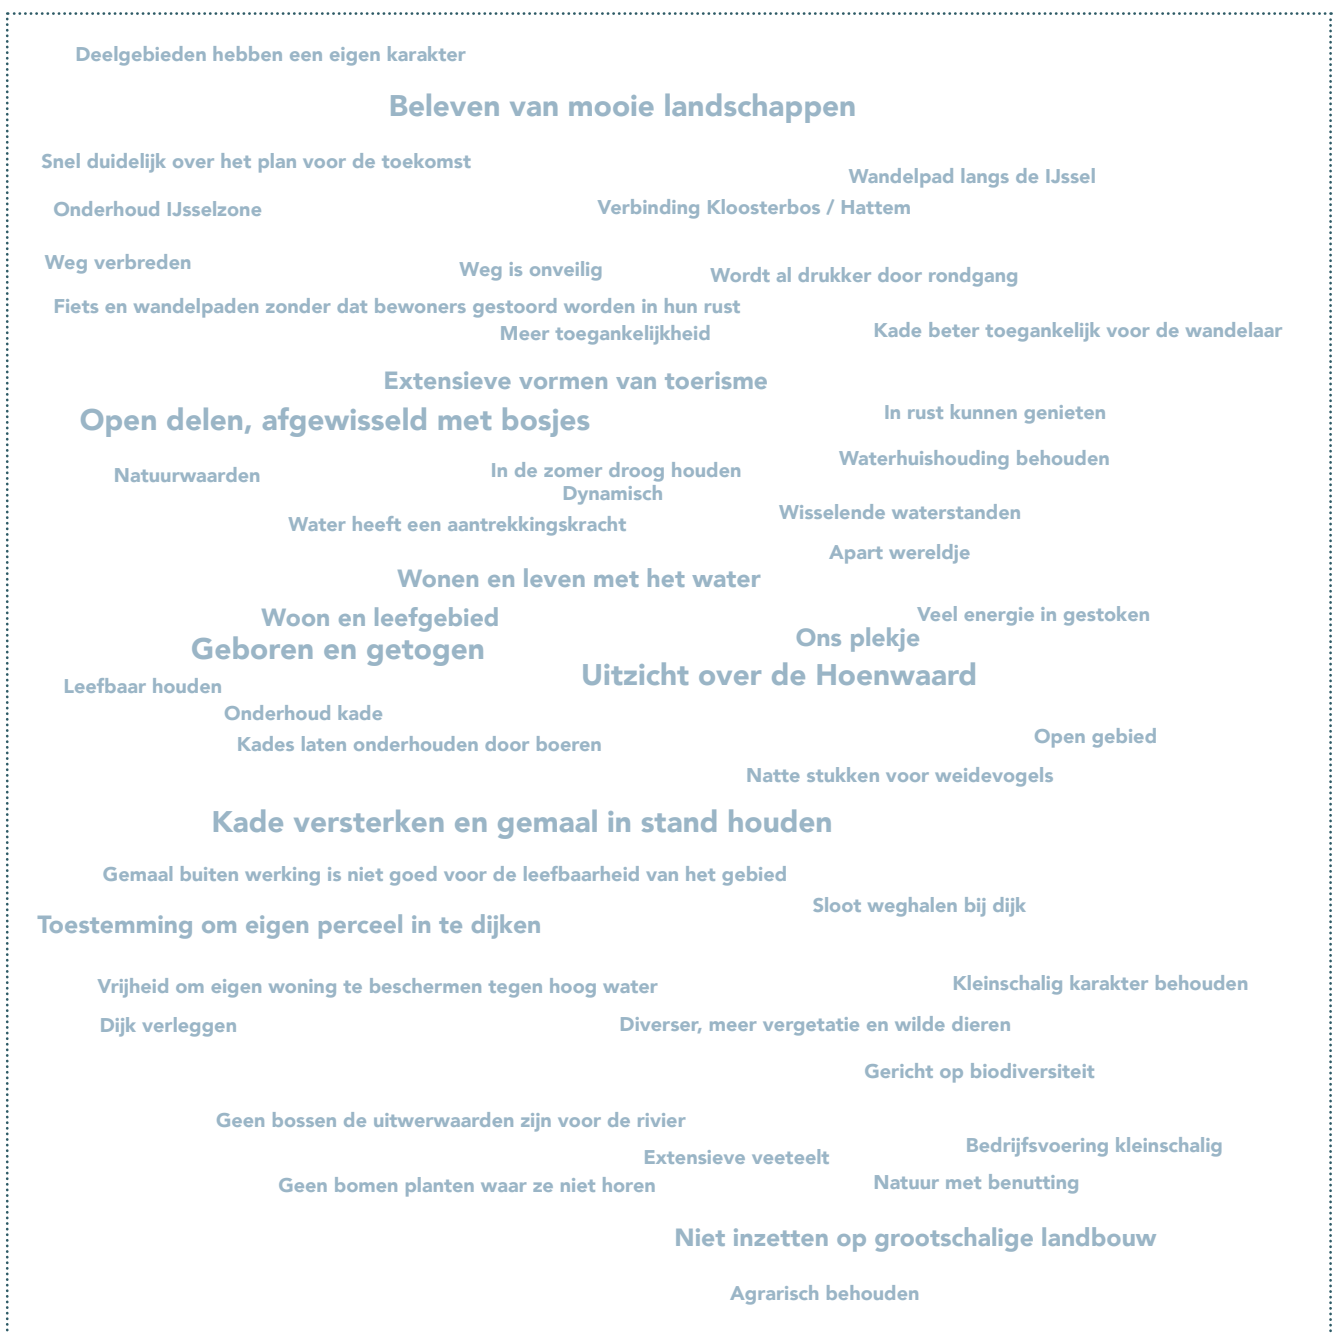 Deelgebieden hebben een eigen karakter
Beleven van mooie landschappen
Snel duidelijk over het plan voor de toekomst
Wandelpad langs de IJssel
Onderhoud IJsselzone
Verbinding Kloosterbos / Hattem
Weg verbreden
Weg is onveilig
Wordt al drukker door rondgang
Fiets en wandelpaden zonder dat bewoners gestoord worden in hun rust
Meer toegankelijkheid
Kade beter toegankelijk voor de wandelaar
Extensieve vormen van toerisme
Open delen, afgewisseld met bosjes
In rust kunnen genieten
Natuurwaarden
In de zomer droog houden
Waterhuishouding behouden
Dynamisch
Water heeft een aantrekkingskracht
Wisselende waterstanden
Apart wereldje
Wonen en leven met het water
Woon en leefgebied
Veel energie in gestoken
Geboren en getogen
Ons plekje
Uitzicht over de Hoenwaard
Leefbaar houden
Onderhoud kade
Kades laten onderhouden door boeren
Open gebied
Natte stukken voor weidevogels
Kade versterken en gemaal in stand houden
Gemaal buiten werking is niet goed voor de leefbaarheid van het gebied
Sloot weghalen bij dijk
Toestemming om eigen perceel in te dijken
Vrijheid om eigen woning te beschermen tegen hoog water
Kleinschalig karakter behouden
Dijk verleggen
Diverser, meer vergetatie en wilde dieren
Gericht op biodiversiteit
Geen bossen de uitwerwaarden zijn voor de rivier
Extensieve veeteelt
Bedrijfsvoering kleinschalig
Geen bomen planten waar ze niet horen
Natuur met benutting
Niet inzetten op grootschalige landbouw
Agrarisch behouden